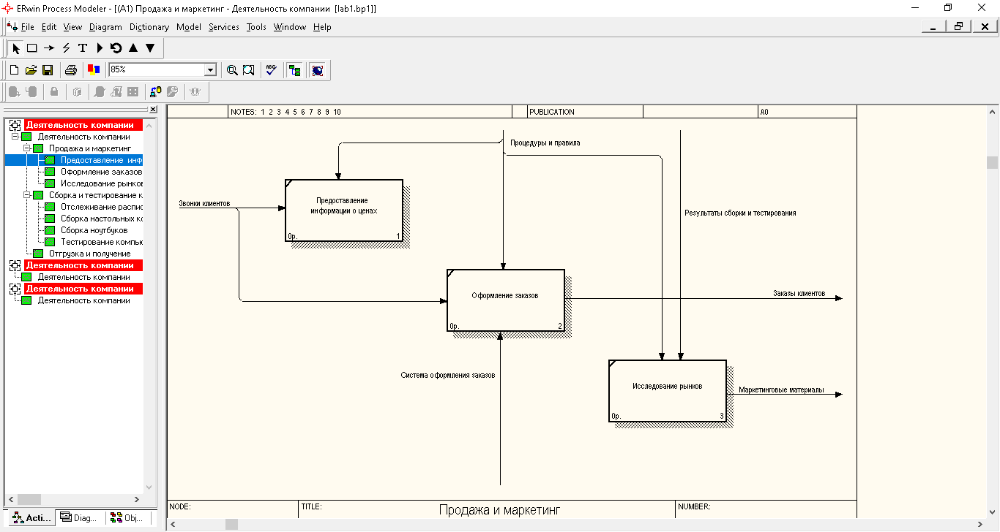 ERwin Process Modeler - [(A1) Продажа и маркетинг - Деятельность компании [lab1.bp1]]
File Edit View Diagram Dictionary Model Services Tools Window Help
T
85%
ABC
Деятельность компании
Деятельность компании
Продажа и маркетинг
Предоставление инф
Оформление заказов
Исследование рынков
Сборка и тестирование к
Отслеживание распис
Сборка настольных ко
Сборка ноутбуков
Тестирование компью
Отгрузка и получение
Деятельность компании
Деятельность компании
Деятельность компании
Деятельность компании
Acti... Diag... Obj...
NOTES: 1 2 3 4 5 6 7 8 9 10 PUBLICATION A0
Процедуры и правила
Звонки клиентов
Предоставление
информации о ценах
0р. 1
Результаты сборки и тестирования
Оформление заказов
0р. 2
Заказы клиентов
Система оформления заказов
Исследование рынков
0р. 3
Маркетинговые материалы
NODE: TITLE: Продажа и маркетинг NUMBER: